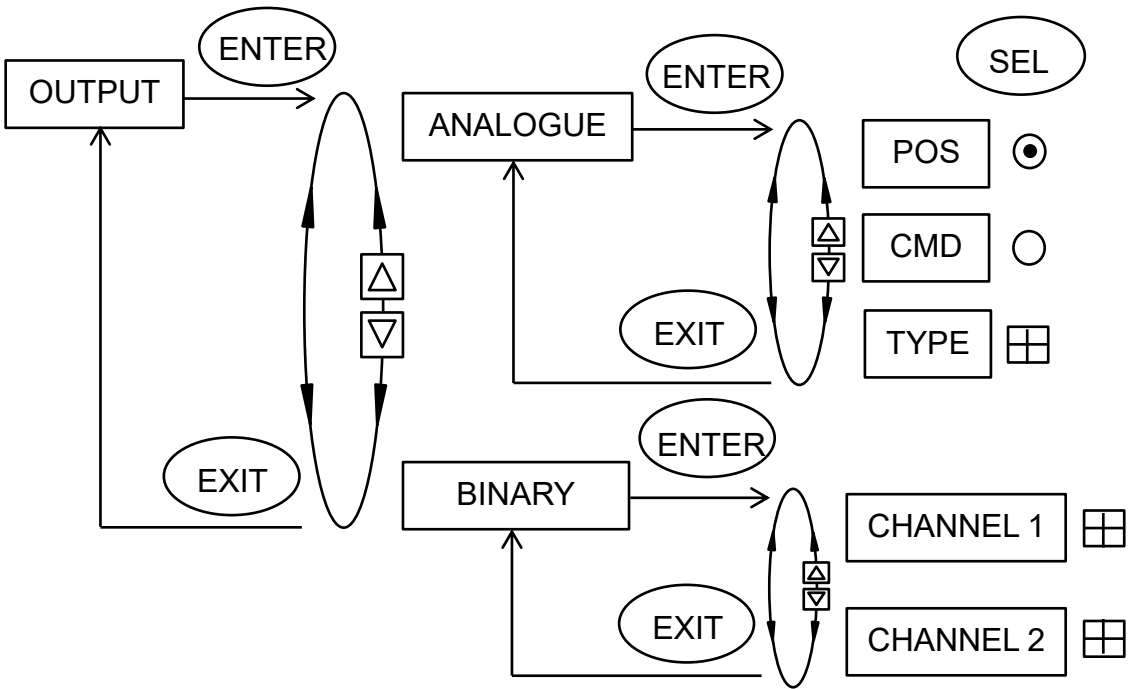 ENTER
OUTPUT
EXIT
ANALOGUE
ENTER
EXIT
SEL
POS
CMD
TYPE
BINARY
ENTER
EXIT
CHANNEL 1
CHANNEL 2